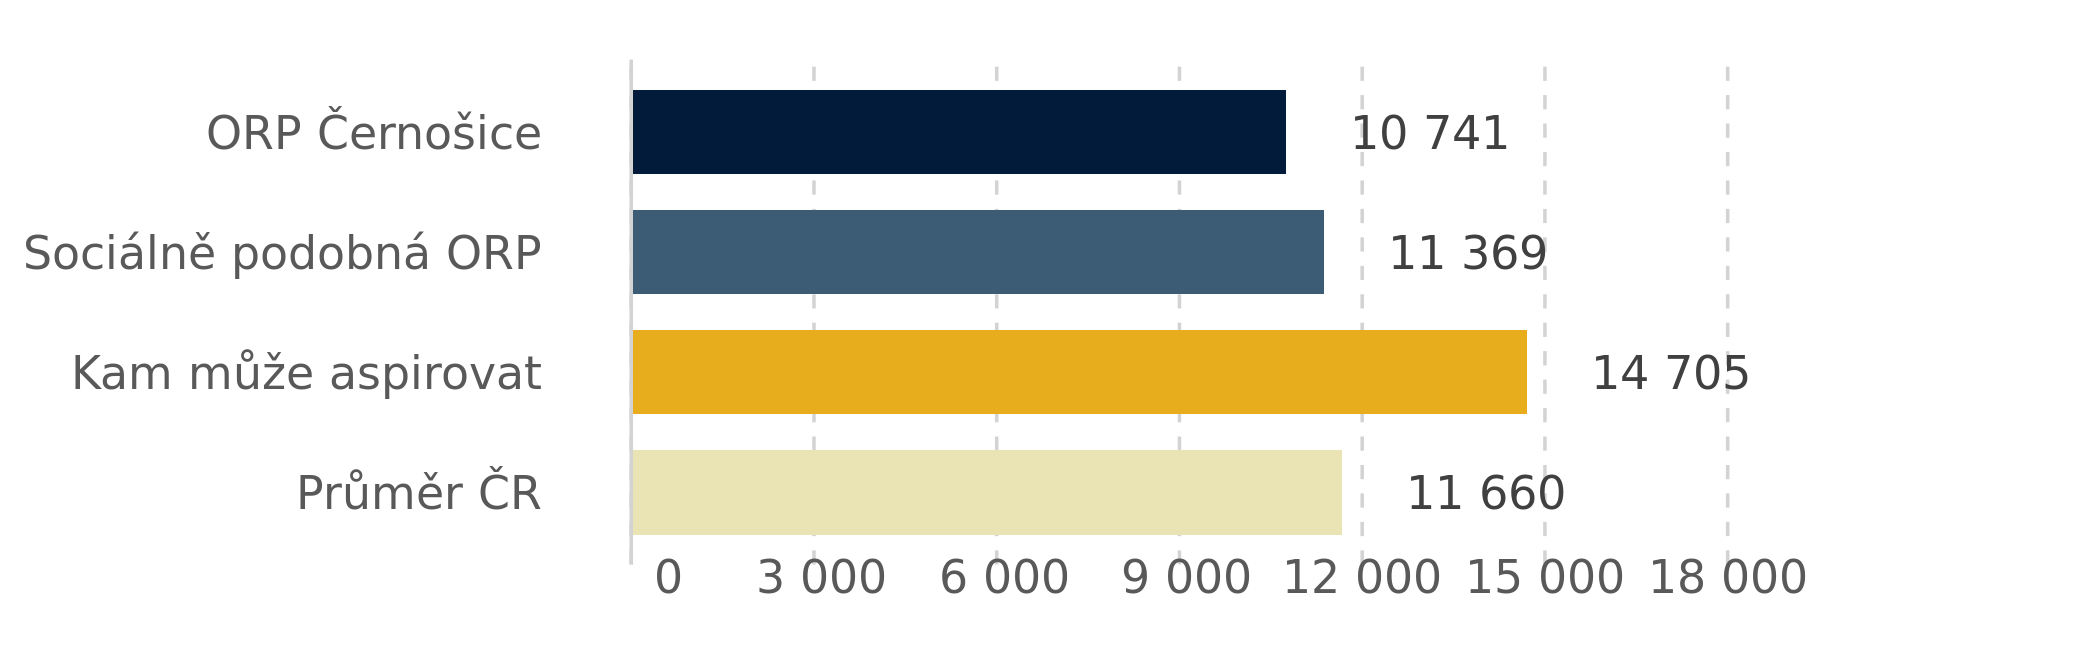 ORP Černošice 10 741
Sociálně podobná ORP 11 369
Kam může aspirovat 14 705
Průměr ČR 11 660
0 3 000 6 000 9 000 12 000 15 000 18 000